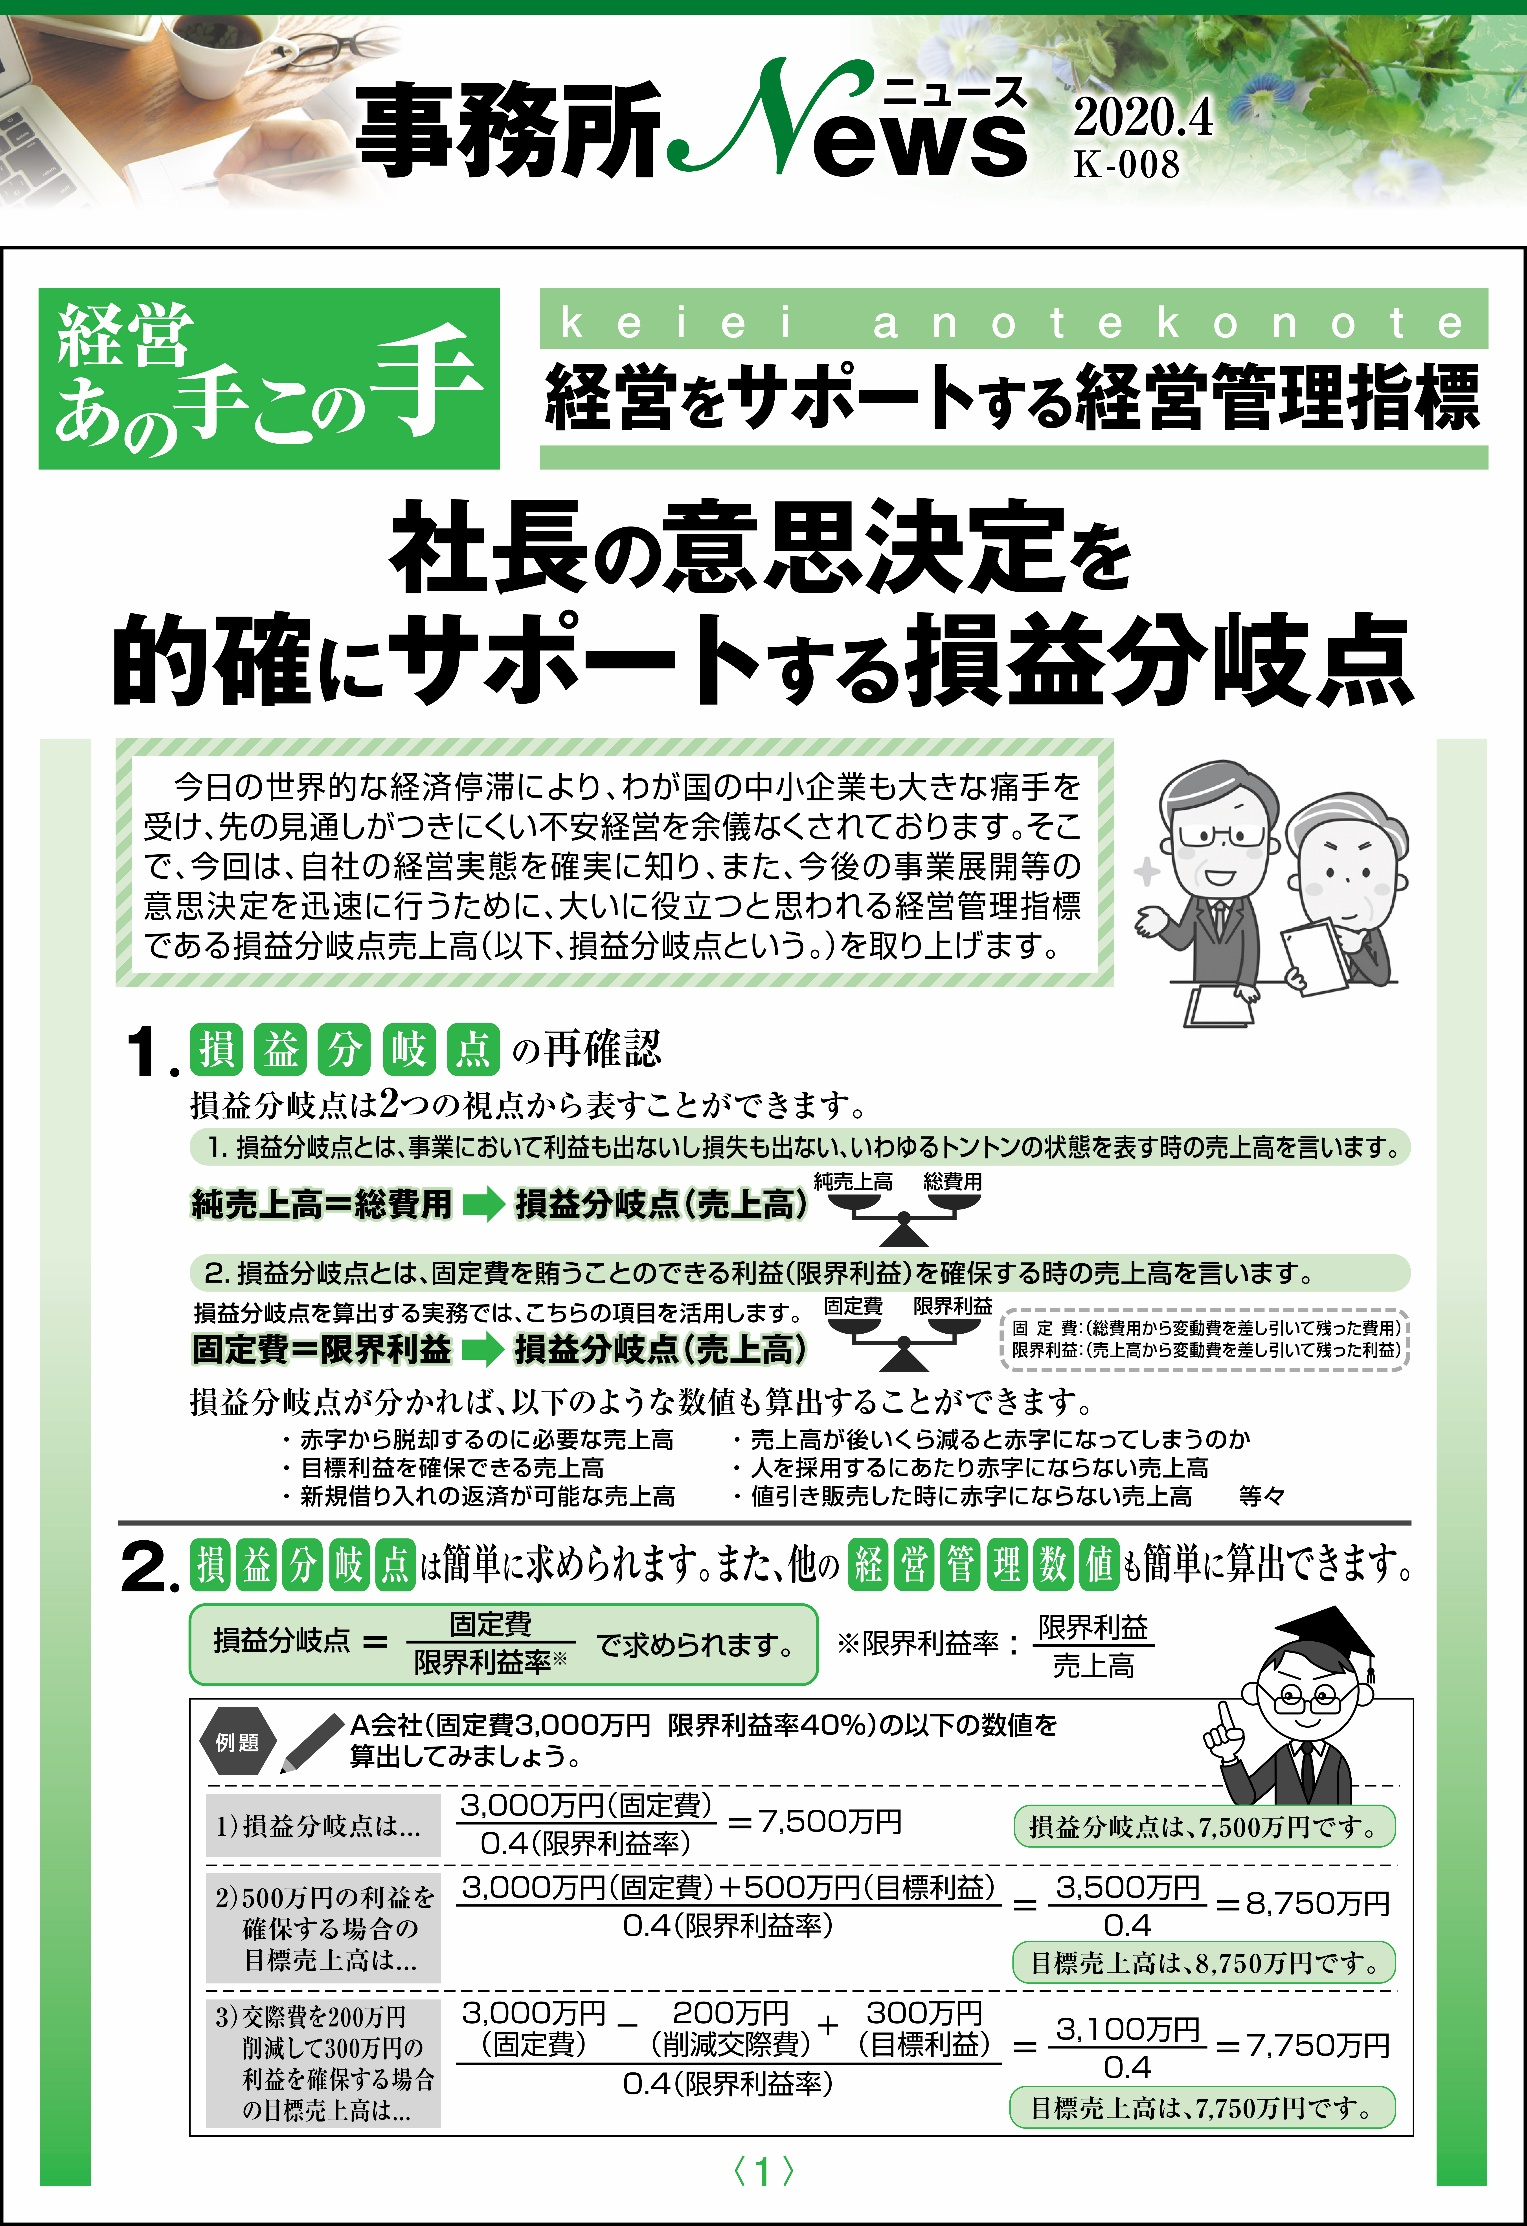 事務所Newsニュース
2020.4
K-008
経営
あの手この手
keiei anotekonote
経営をサポートする経営管理指標
社長の意思決定を
的確にサポートする損益分岐点
今日の世界的な経済停滞により、わが国の中小企業も大きな痛手を
受け、先の見通しがつきにくい不安経営を余儀なくされております。そこ
で、今回は、自社の経営実態を確実に知り、また、今後の事業展開等の
意思決定を迅速に行うために、大いに役立つと思われる経営管理指標
である損益分岐点売上高(以下、損益分岐点という。)を取り上げます。
1. 損益分岐点の再確認
損益分岐点は2つの視点から表すことができます。
1. 損益分岐点とは、事業において利益も出ないし損失も出ない、いわゆるトントンの状態を表す時の売上高を言います。
純売上高=総費用 ➡ 損益分岐点(売上高)
純売上高 総費用
2. 損益分岐点とは、固定費を賄うことのできる利益(限界利益)を確保する時の売上高を言います。
損益分岐点を算出する実務では、こちらの項目を活用します。
固定費=限界利益 ➡ 損益分岐点(売上高)
固定費 限界利益
固定費:(総費用から変動費を差し引いて残った費用)
限界利益:(売上高から変動費を差し引いて残った利益)
損益分岐点が分かれば、以下のような数値も算出することができます。
・赤字から脱却するのに必要な売上高
・目標利益を確保できる売上高
・新規借り入れの返済が可能な売上高
・売上高が後いくら減ると赤字になってしまうのか
・人を採用するにあたり赤字にならない売上高
・値引き販売した時に赤字にならない売上高 等々
2. 損益分岐点は簡単に求められます。また、他の経営管理数値も簡単に算出できます。
損益分岐点 = 固定費 / 限界利益率※ で求められます。
※限界利益率: 限界利益 / 売上高
例題
A会社(固定費3,000万円 限界利益率40%)の以下の数値を
算出してみましょう。
1)損益分岐点は…
3,000万円(固定費)
0.4(限界利益率)
=7,500万円
損益分岐点は、7,500万円です。
2)500万円の利益を
確保する場合の
目標売上高は…
3,000万円(固定費)+500万円(目標利益)
0.4(限界利益率)
= 3,500万円
0.4
=8,750万円
目標売上高は、8,750万円です。
3)交際費を200万円
削減して300万円の
利益を確保する場合
の目標売上高は…
3,000万円 − 200万円 + 300万円
(固定費) (削減交際費) (目標利益)
0.4(限界利益率)
= 3,100万円
0.4
=7,750万円
目標売上高は、7,750万円です。
〈1〉